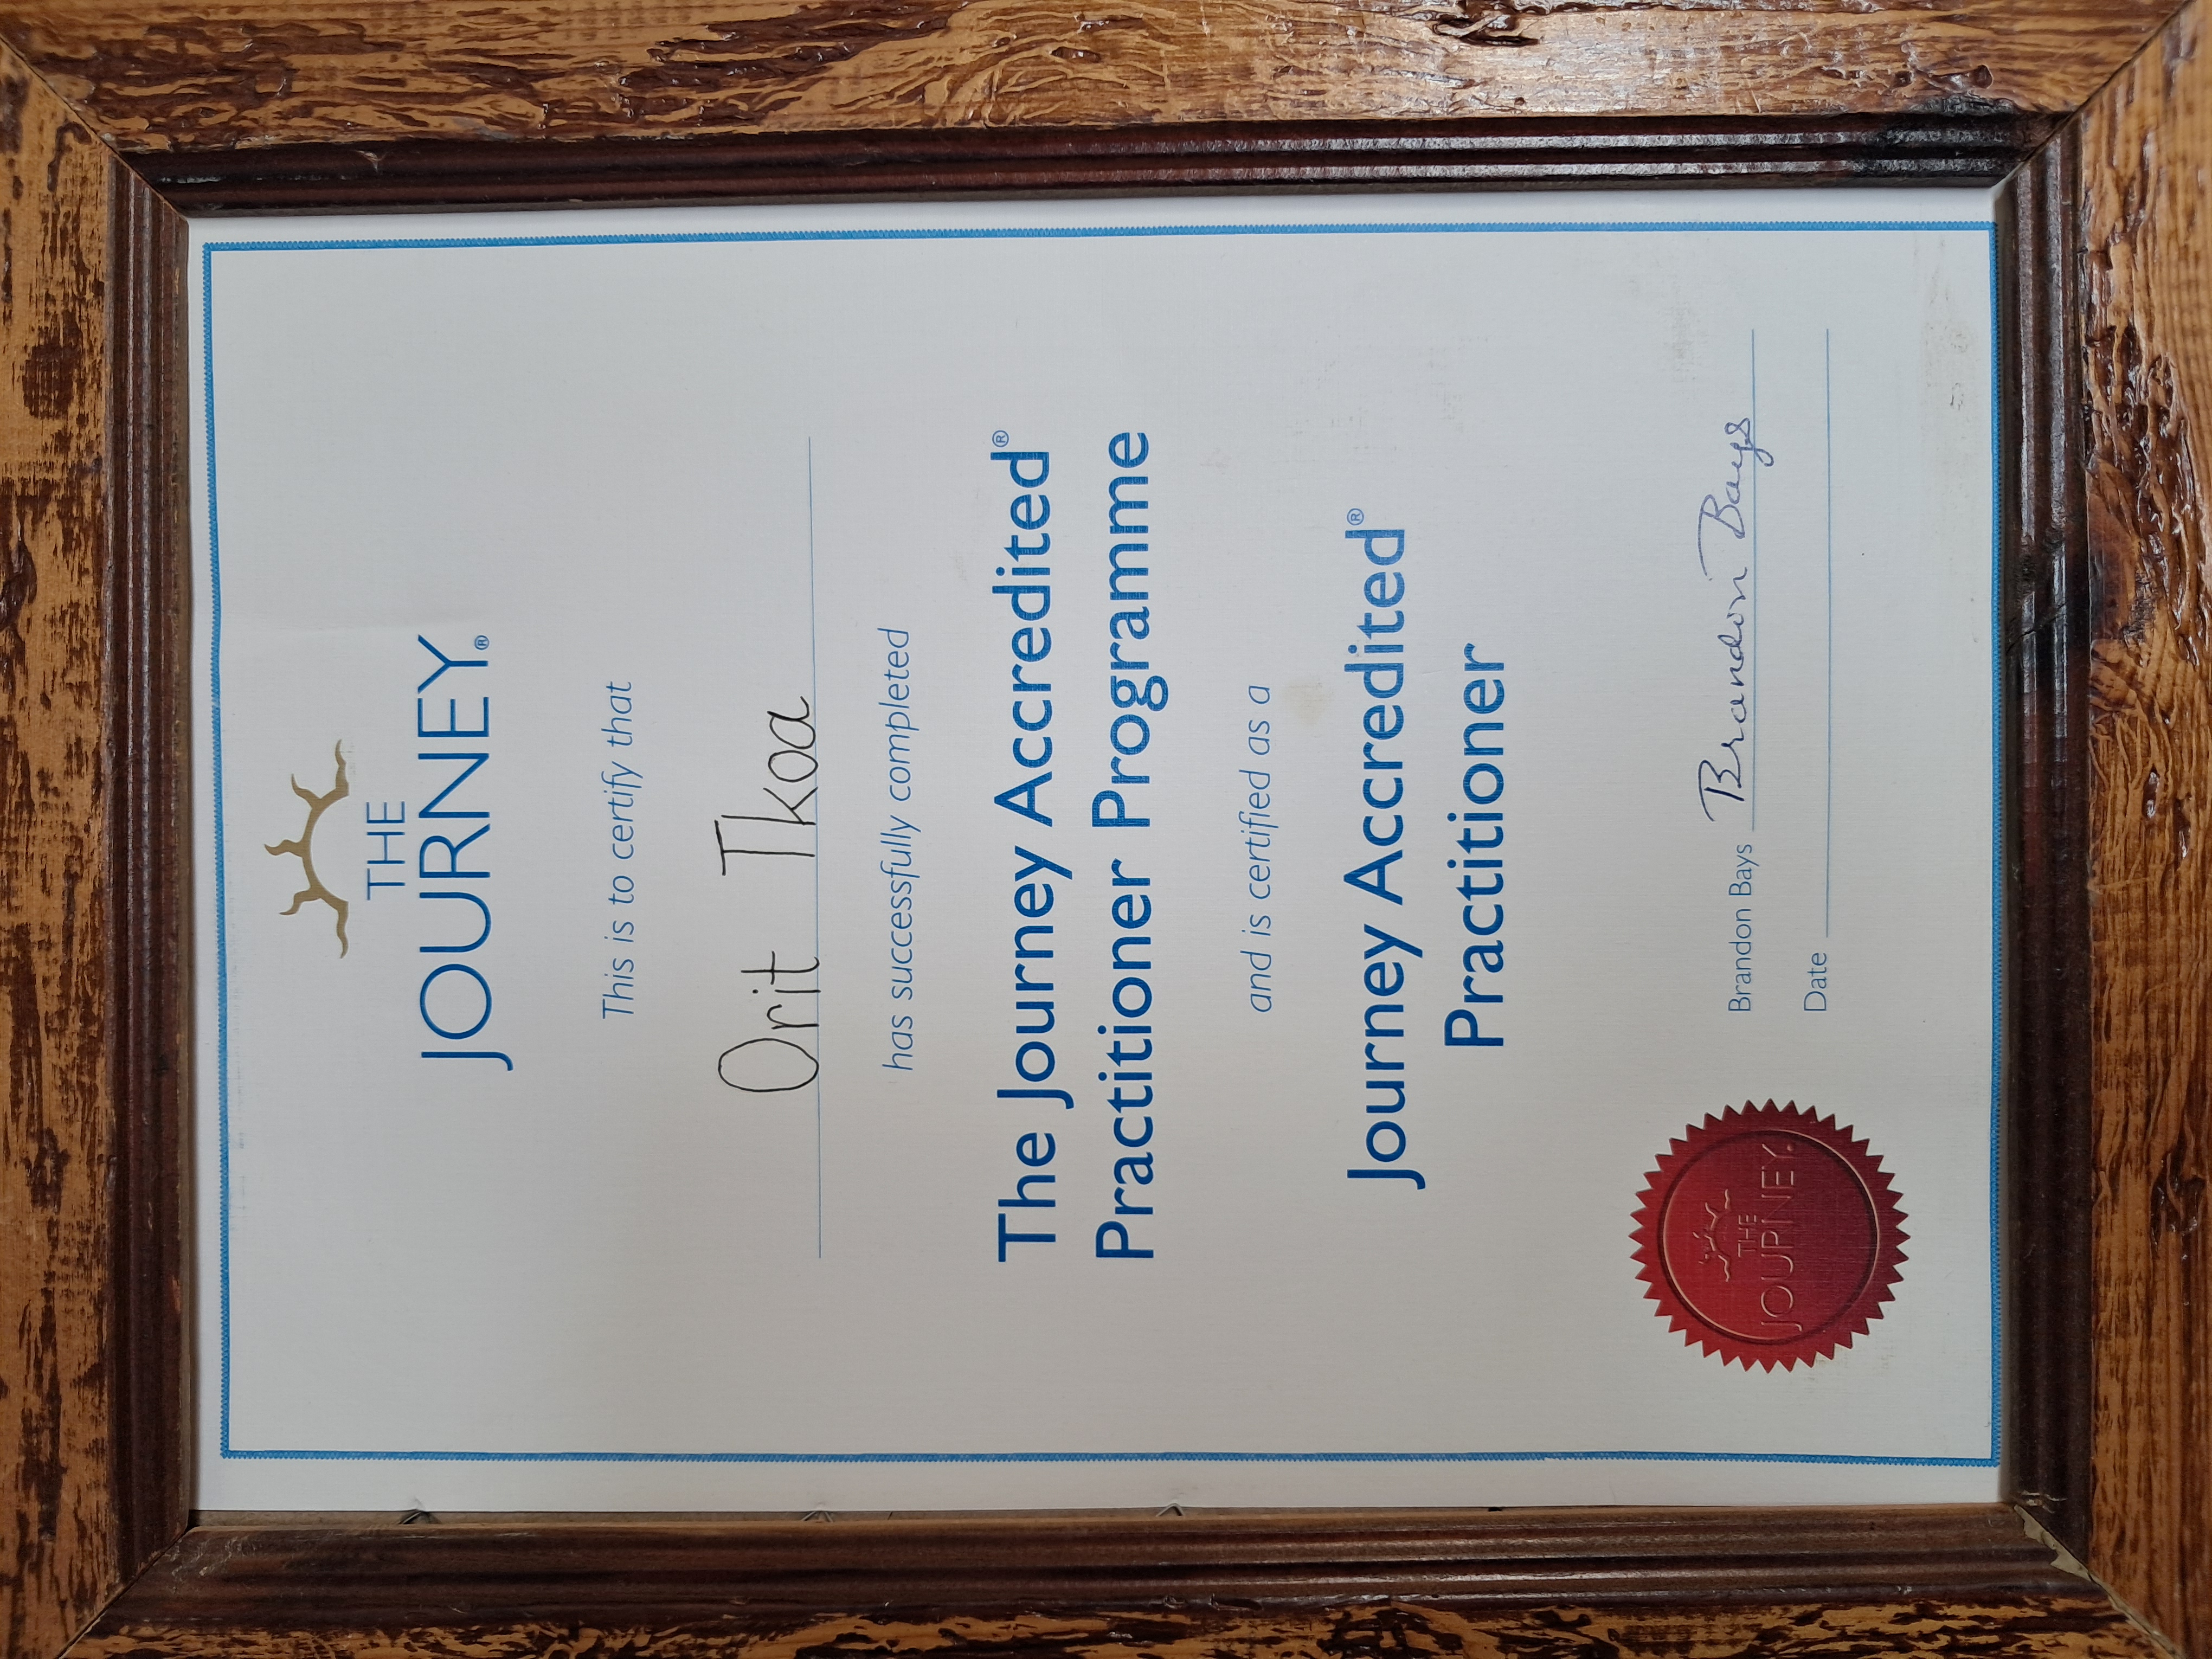 THE
JOURNEY®
This is to certify that
Orit Tkoa
has successfully completed
The Journey Accredited®
Practitioner Programme
and is certified as a
Journey Accredited®
Practitioner
Brandon Bays Brandon Bays
Date
THE
JOURNEY®